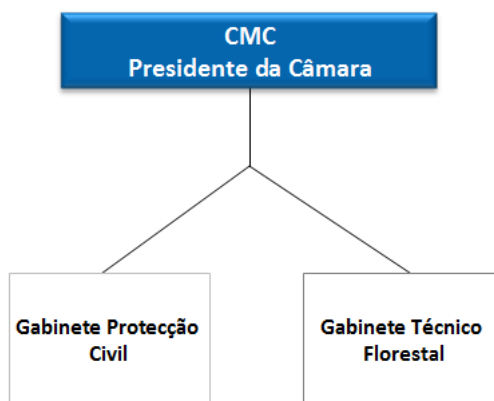 CMC
Presidente da Câmara
Gabinete Protecção
Civil
Gabinete Técnico
Florestal